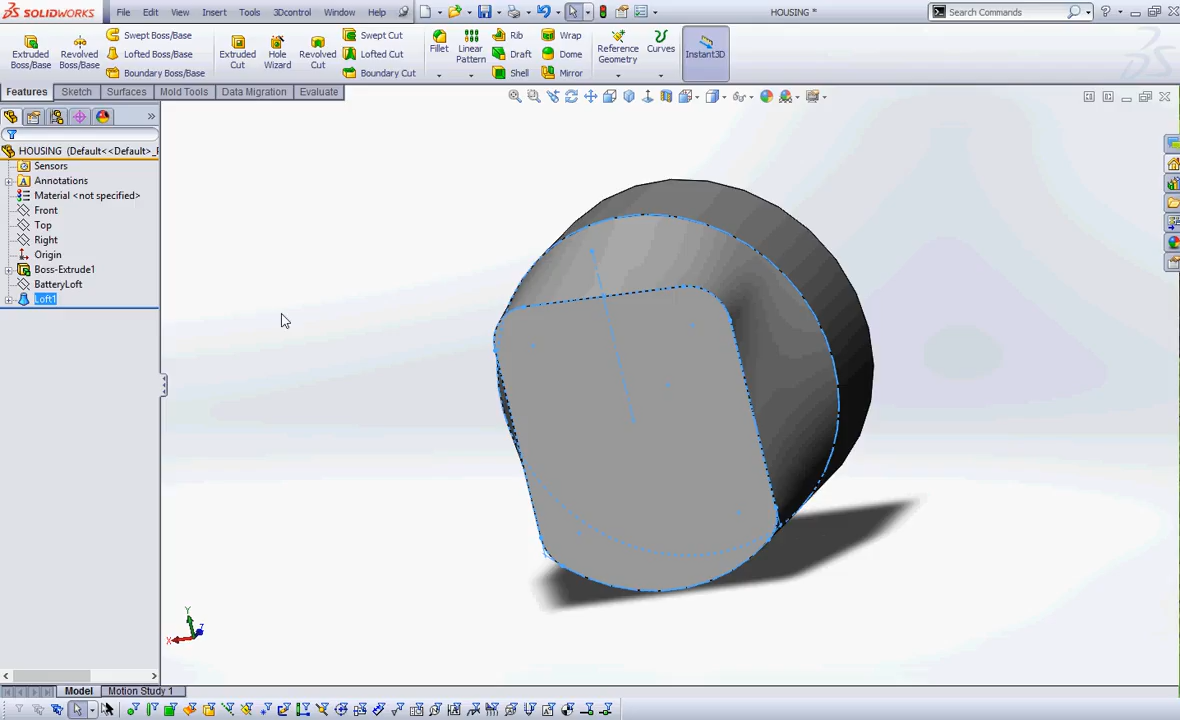 SOLIDWORKS File Edit View Insert Tools 3Dcontrol Window Help HOUSING * Search Commands
Extruded Boss/Base
Revolved Boss/Base
Swept Boss/Base
Lofted Boss/Base
Boundary Boss/Base
Extruded Cut
Hole Wizard
Revolved Cut
Swept Cut
Lofted Cut
Boundary Cut
Fillet
Linear Pattern
Rib
Draft
Shell
Wrap
Dome
Mirror
Reference Geometry
Curves
Instant3D
Features Sketch Surfaces Mold Tools Data Migration Evaluate
HOUSING (Default<<Default>_
Sensors
Annotations
Material <not specified>
Front
Top
Right
Origin
Boss-Extrude1
BatteryLoft
Loft1
Y
X
Z
Model Motion Study 1